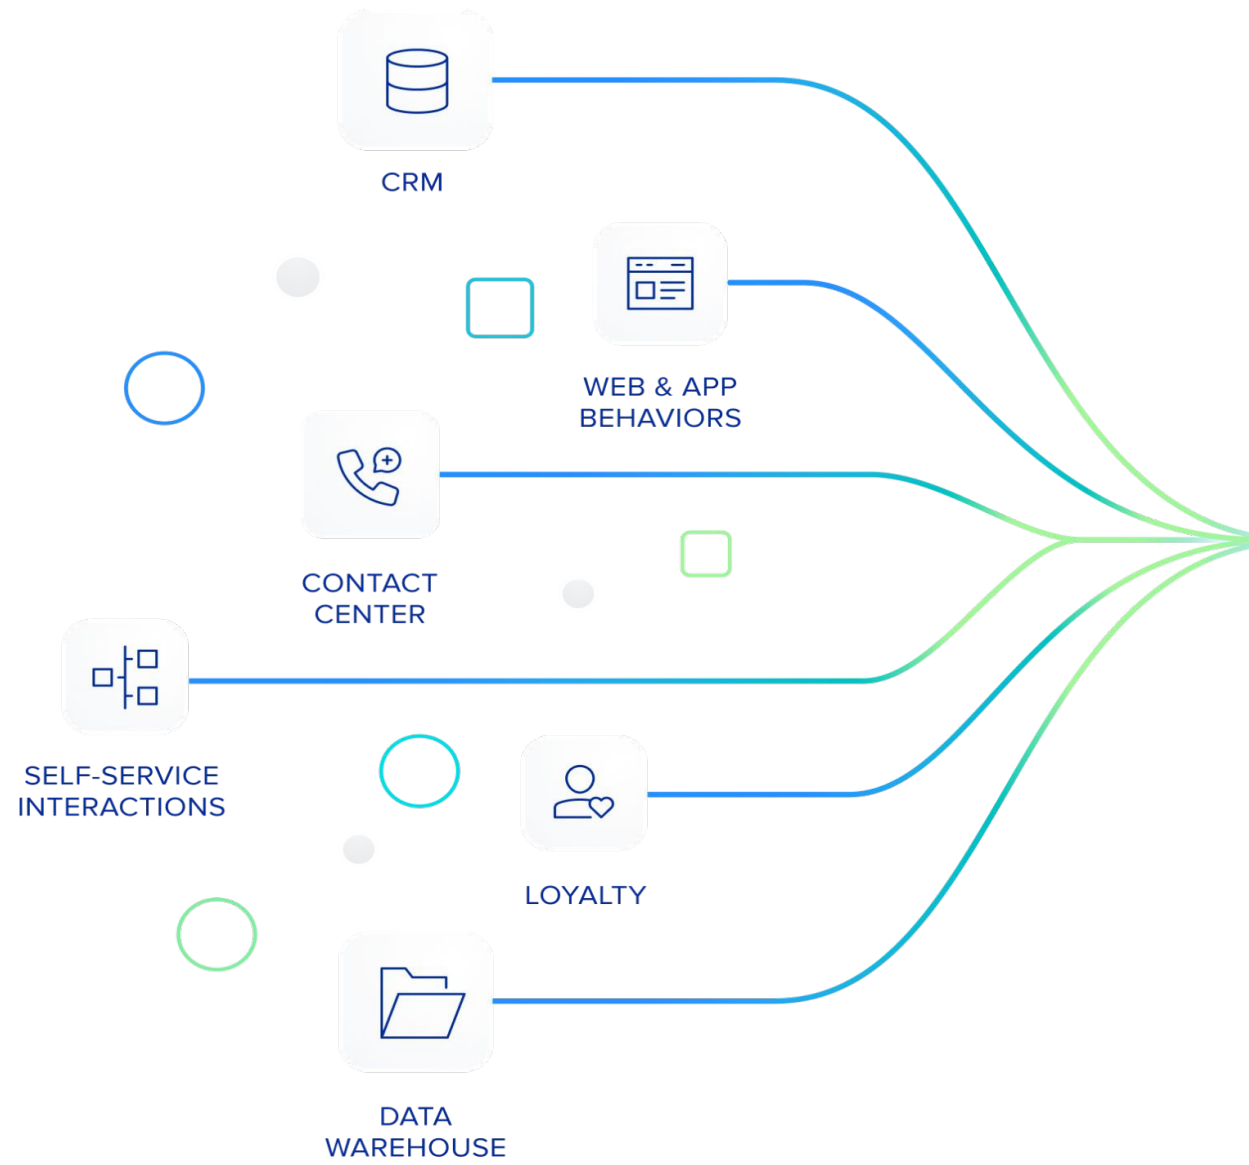 CRM
WEB & APP
BEHAVIORS
CONTACT
CENTER
SELF-SERVICE
INTERACTIONS
LOYALTY
DATA
WAREHOUSE